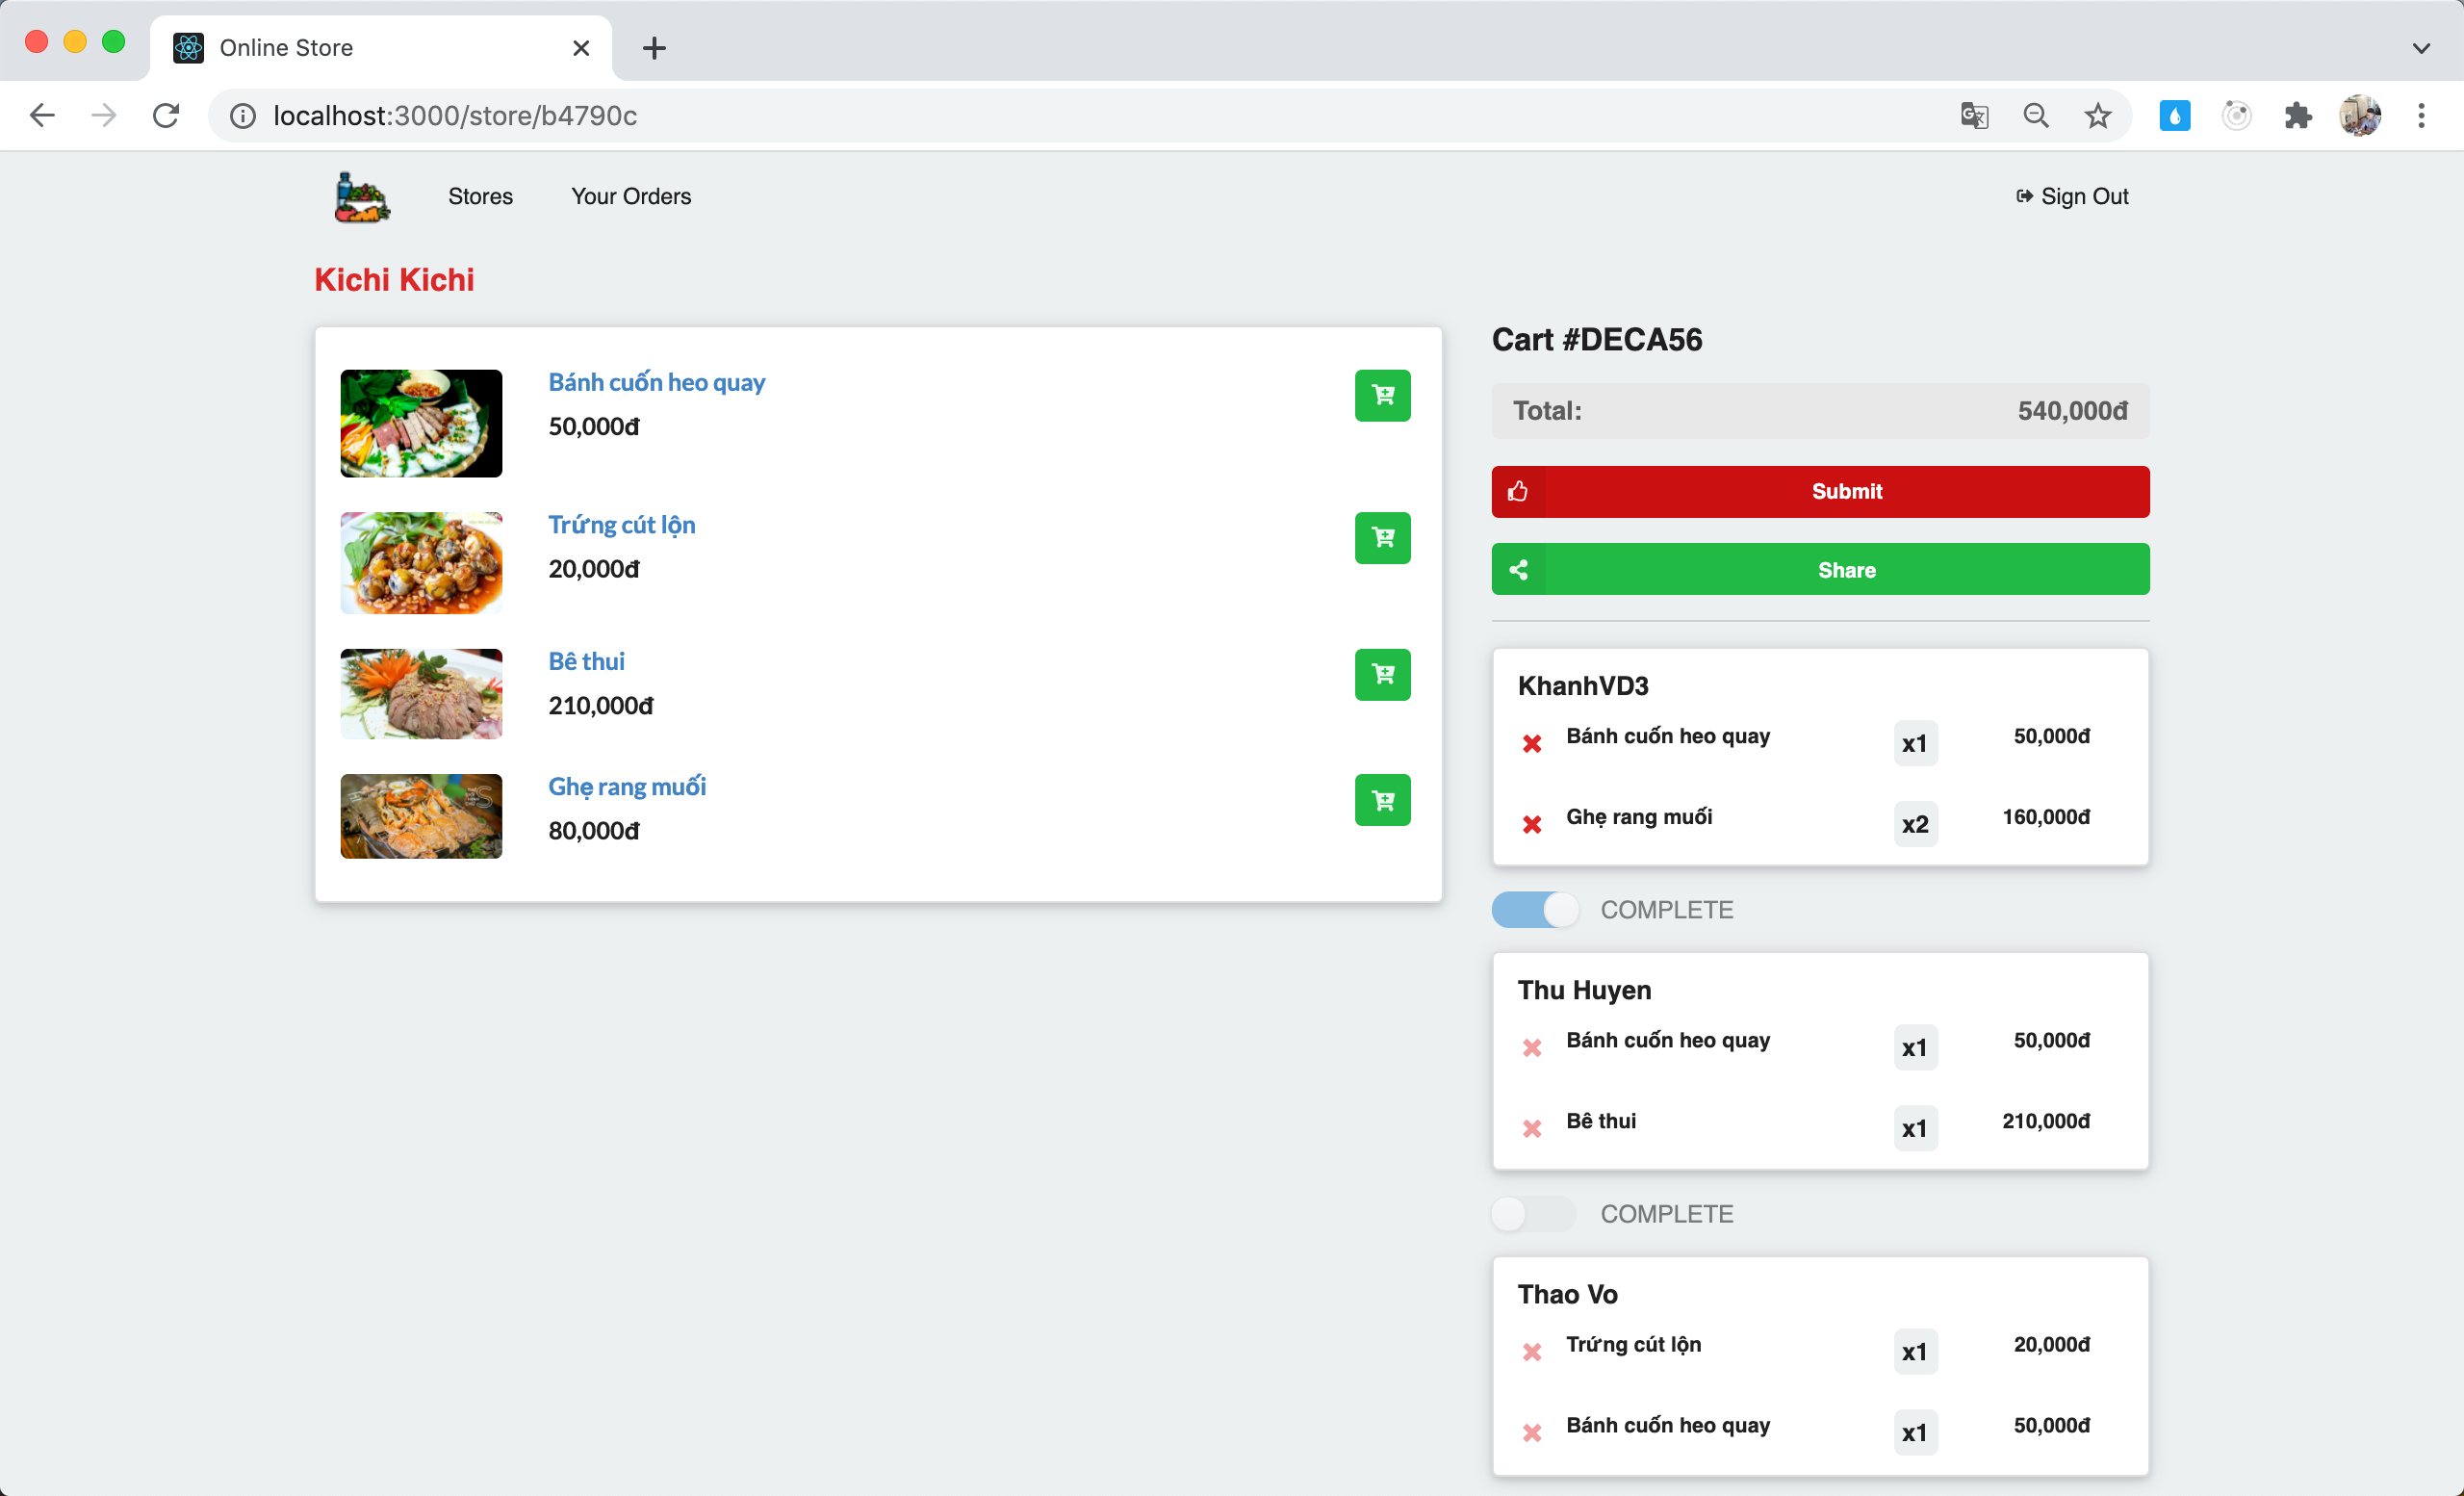 Online Store
localhost:3000/store/b4790c
Stores
Your Orders
Sign Out
Kichi Kichi
Bánh cuốn heo quay
50,000đ
Trứng cút lộn
20,000đ
Bê thui
210,000đ
Ghẹ rang muối
80,000đ
Cart #DECA56
Total: 540,000đ
Submit
Share
KhanhVD3
Bánh cuốn heo quay x1 50,000đ
Ghẹ rang muối x2 160,000đ
COMPLETE
Thu Huyen
Bánh cuốn heo quay x1 50,000đ
Bê thui x1 210,000đ
COMPLETE
Thao Vo
Trứng cút lộn x1 20,000đ
Bánh cuốn heo quay x1 50,000đ